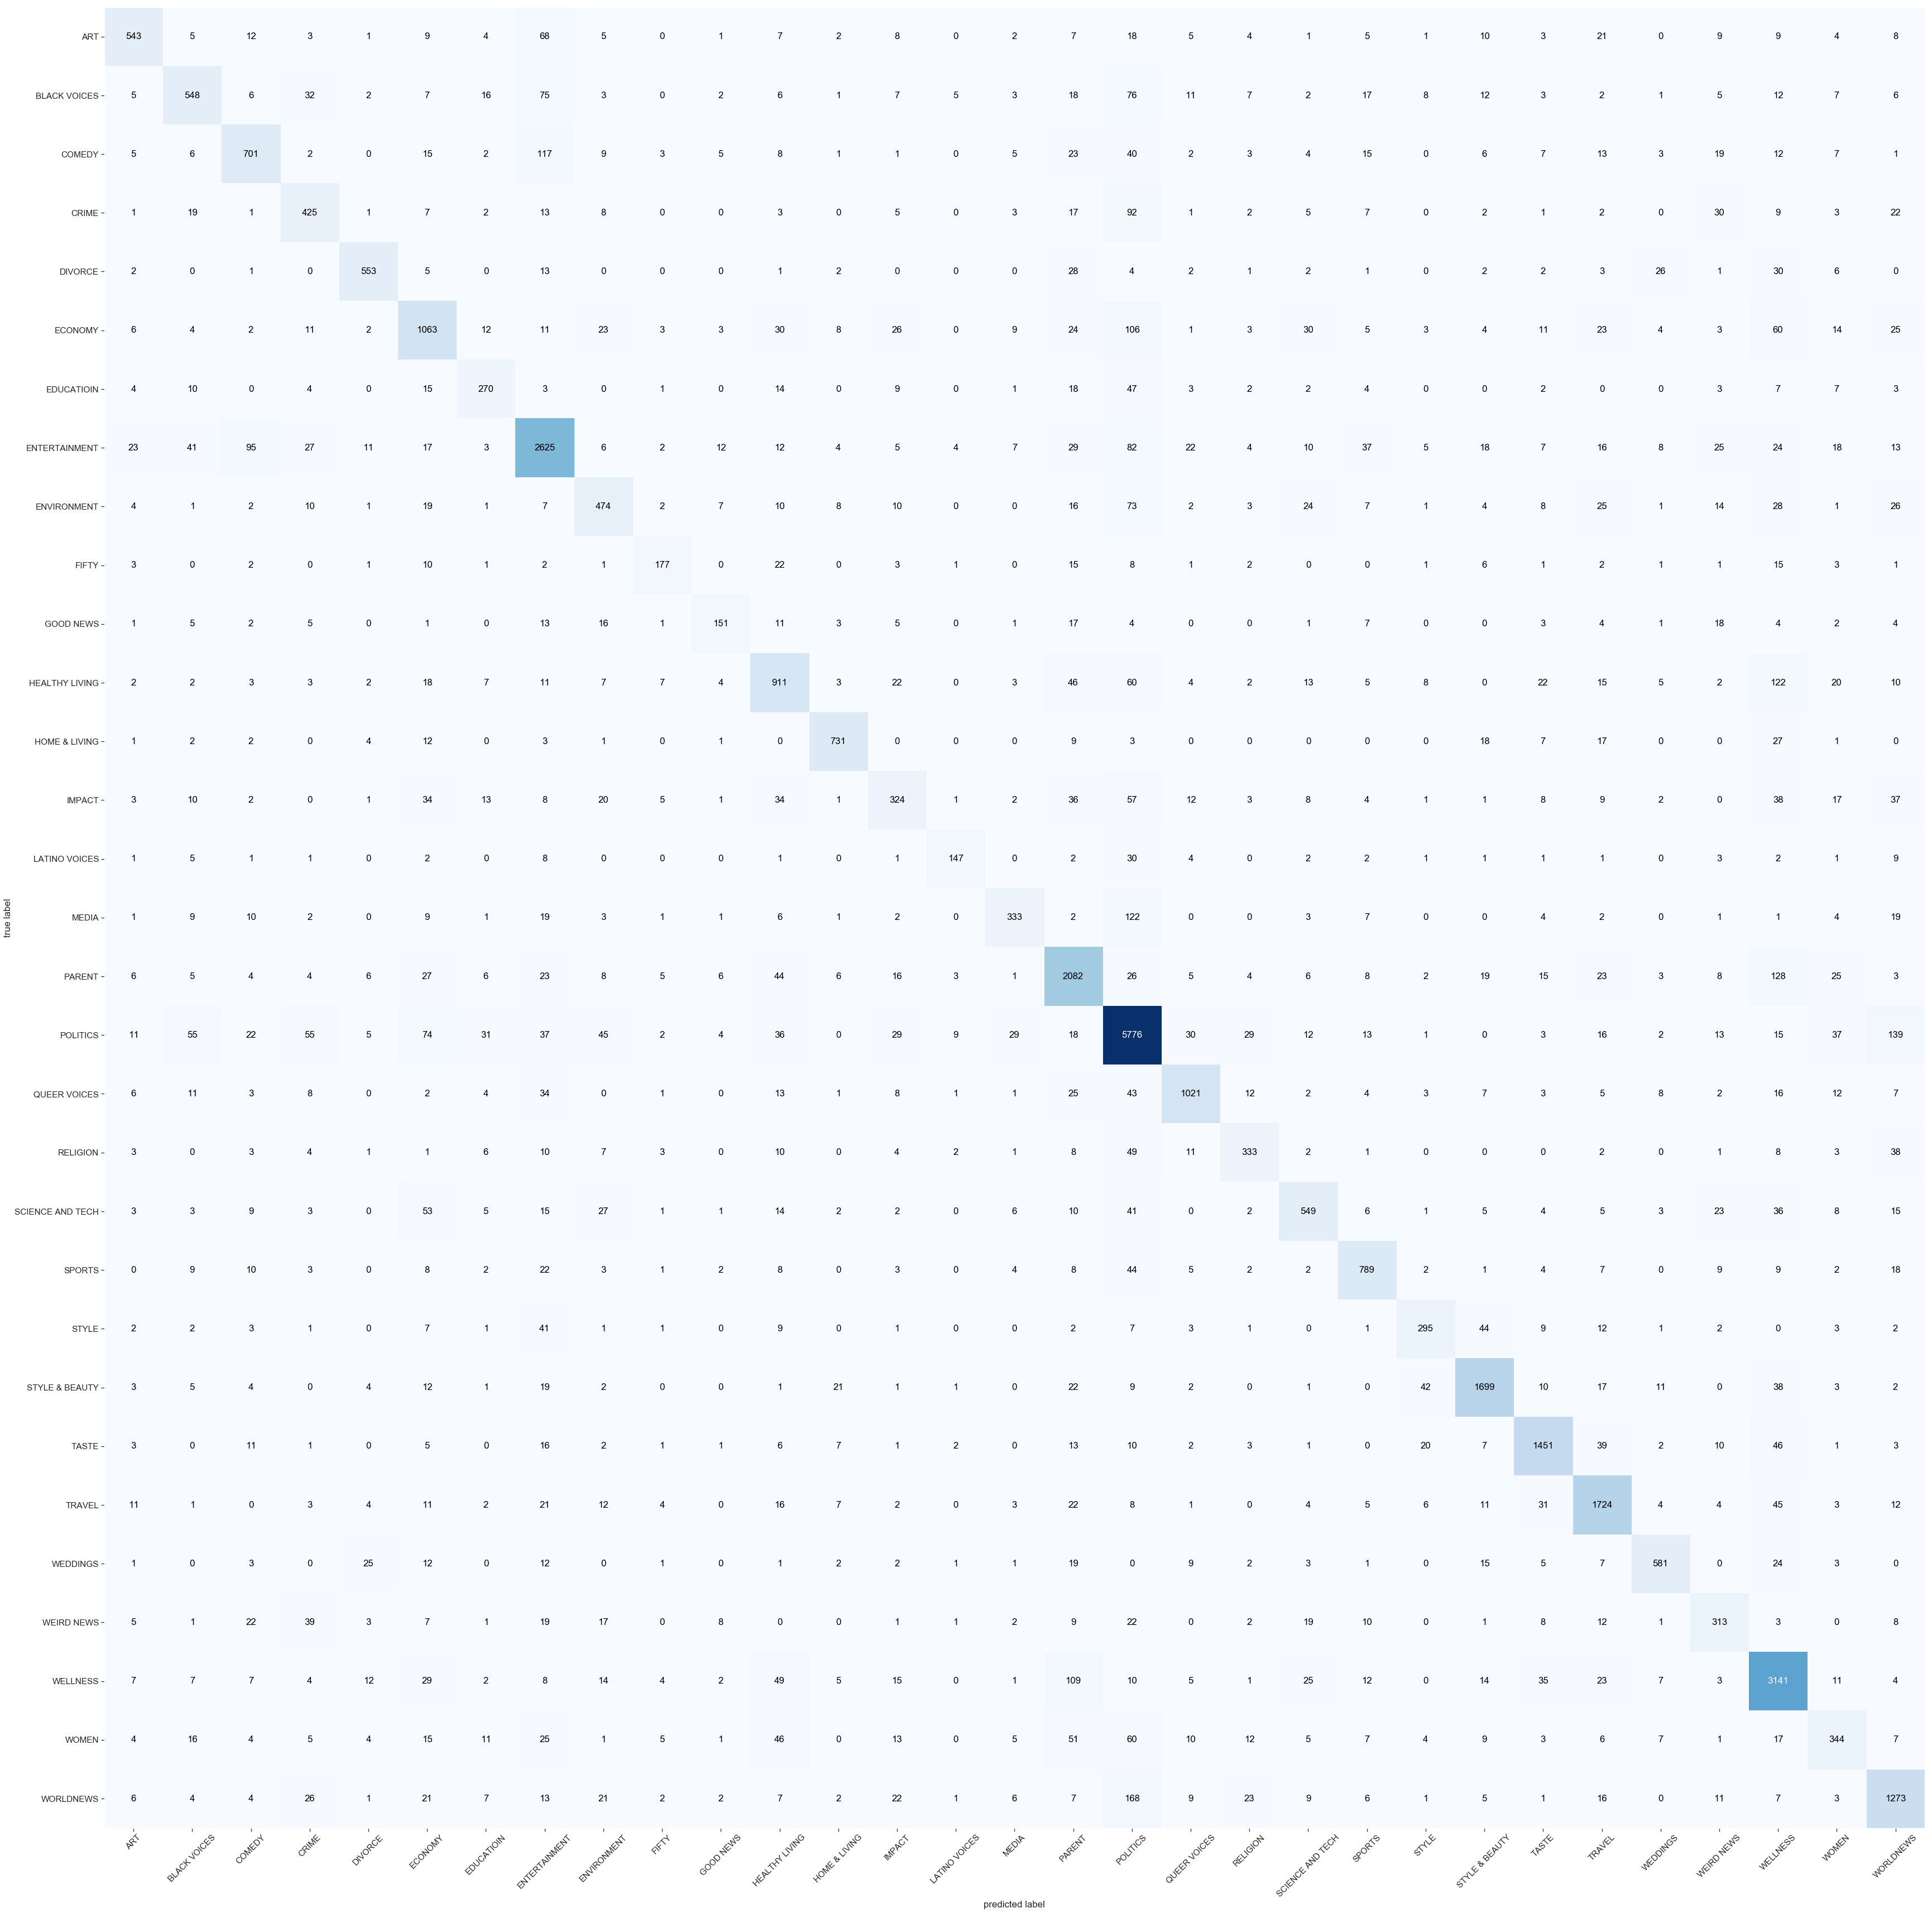 ART 543 5 12 3 1 9 4 68 5 0 1 7 2 8 0 2 7 18 5 4 1 5 1 10 3 21 0 9 9 4 8
BLACK VOICES 5 548 6 32 2 7 16 75 3 0 2 6 1 7 5 3 18 76 11 7 2 17 8 12 3 2 1 5 12 7 6
COMEDY 5 6 701 2 0 15 2 117 9 3 5 8 1 1 0 5 23 40 2 3 4 15 0 6 7 13 3 19 12 7 1
CRIME 1 19 1 425 1 7 2 13 8 0 0 3 0 5 0 3 17 92 1 2 5 7 0 2 1 2 0 30 9 3 22
DIVORCE 2 0 1 0 553 5 0 13 0 0 0 1 2 0 0 0 28 4 2 1 2 1 0 2 2 3 26 1 30 6 0
ECONOMY 6 4 2 11 2 1063 12 11 23 3 3 30 8 26 0 9 24 106 1 3 30 5 3 4 11 23 4 3 60 14 25
EDUCATIOIN 4 10 0 4 0 15 270 3 0 1 0 14 0 9 0 1 18 47 3 2 2 4 0 0 2 0 0 3 7 7 3
ENTERTAINMENT 23 41 95 27 11 17 3 2625 6 2 12 12 4 5 4 7 29 82 22 4 10 37 5 18 7 16 8 25 24 18 13
ENVIRONMENT 4 1 2 10 1 19 1 7 474 2 7 10 8 10 0 0 16 73 2 3 24 7 1 4 8 25 1 14 28 1 26
FIFTY 3 0 2 0 1 10 1 2 1 177 0 22 0 3 1 0 15 8 1 2 0 0 1 6 1 2 1 1 15 3 1
GOOD NEWS 1 5 2 5 0 1 0 13 16 1 151 11 3 5 0 1 17 4 0 0 1 7 0 0 3 4 1 18 4 2 4
HEALTHY LIVING 2 2 3 3 2 18 7 11 7 7 4 911 3 22 0 3 46 60 4 2 13 5 8 0 22 15 5 2 122 20 10
HOME & LIVING 1 2 2 0 4 12 0 3 1 0 1 0 731 0 0 0 9 3 0 0 0 0 0 18 7 17 0 0 27 1 0
IMPACT 3 10 2 0 1 34 13 8 20 5 1 34 1 324 1 2 36 57 12 3 8 4 1 1 8 9 2 0 38 17 37
LATINO VOICES 1 5 1 1 0 2 0 8 0 0 0 1 0 1 147 0 2 30 4 0 2 2 1 1 1 1 0 3 2 1 9
MEDIA 1 9 10 2 0 9 1 19 3 1 1 6 1 2 0 333 2 122 0 0 3 7 0 0 4 2 0 1 1 4 19
true label
PARENT 6 5 4 4 6 27 6 23 8 5 6 44 6 16 3 1 2082 26 5 4 6 8 2 19 15 23 3 8 128 25 3
POLITICS 11 55 22 55 5 74 31 37 45 2 4 36 0 29 9 29 18 5776 30 29 12 13 1 0 3 16 2 13 15 37 139
QUEER VOICES 6 11 3 8 0 2 4 34 0 1 0 13 1 8 1 1 25 43 1021 12 2 4 3 7 3 5 8 2 16 12 7
RELIGION 3 0 3 4 1 1 6 10 7 3 0 10 0 4 2 1 8 49 11 333 2 1 0 0 0 2 0 1 8 3 38
SCIENCE AND TECH 3 3 9 3 0 53 5 15 27 1 1 14 2 2 0 6 10 41 0 2 549 6 1 5 4 5 3 23 36 8 15
SPORTS 0 9 10 3 0 8 2 22 3 1 2 8 0 3 0 4 8 44 5 2 2 789 2 1 4 7 0 9 9 2 18
STYLE 2 2 3 1 0 7 1 41 1 1 0 9 0 1 0 0 2 7 3 1 0 1 295 44 9 12 1 2 0 3 2
STYLE & BEAUTY 3 5 4 0 4 12 1 19 2 0 0 1 21 1 1 0 22 9 2 0 1 0 42 1699 10 17 11 0 38 3 2
TASTE 3 0 11 1 0 5 0 16 2 1 1 6 7 1 2 0 13 10 2 3 1 0 20 7 1451 39 2 10 46 1 3
TRAVEL 11 1 0 3 4 11 2 21 12 4 0 16 7 2 0 3 22 8 1 0 4 5 6 11 31 1724 4 4 45 3 12
WEDDINGS 1 0 3 0 25 12 0 12 0 1 0 1 2 2 1 1 19 0 9 2 3 1 0 15 5 7 581 0 24 3 0
WEIRD NEWS 5 1 22 39 3 7 1 19 17 0 8 0 0 1 1 2 9 22 0 2 19 10 0 1 8 12 1 313 3 0 8
WELLNESS 7 7 7 4 12 29 2 8 14 4 2 49 5 15 0 1 109 10 5 1 25 12 0 14 35 23 7 3 3141 11 4
WOMEN 4 16 4 5 4 15 11 25 1 5 1 46 0 13 0 5 51 60 10 12 5 7 4 9 3 6 7 1 17 344 7
WORLDNEWS 6 4 4 26 1 21 7 13 21 2 2 7 2 22 1 6 7 168 9 23 9 6 1 5 1 16 0 11 7 3 1273
ART BLACK VOICES COMEDY CRIME DIVORCE ECONOMY EDUCATIOIN ENTERTAINMENT ENVIRONMENT FIFTY GOOD NEWS HEALTHY LIVING HOME & LIVING IMPACT LATINO VOICES MEDIA PARENT POLITICS QUEER VOICES RELIGION SCIENCE AND TECH SPORTS STYLE STYLE & BEAUTY TASTE TRAVEL WEDDINGS WEIRD NEWS WELLNESS WOMEN WORLDNEWS
predicted label